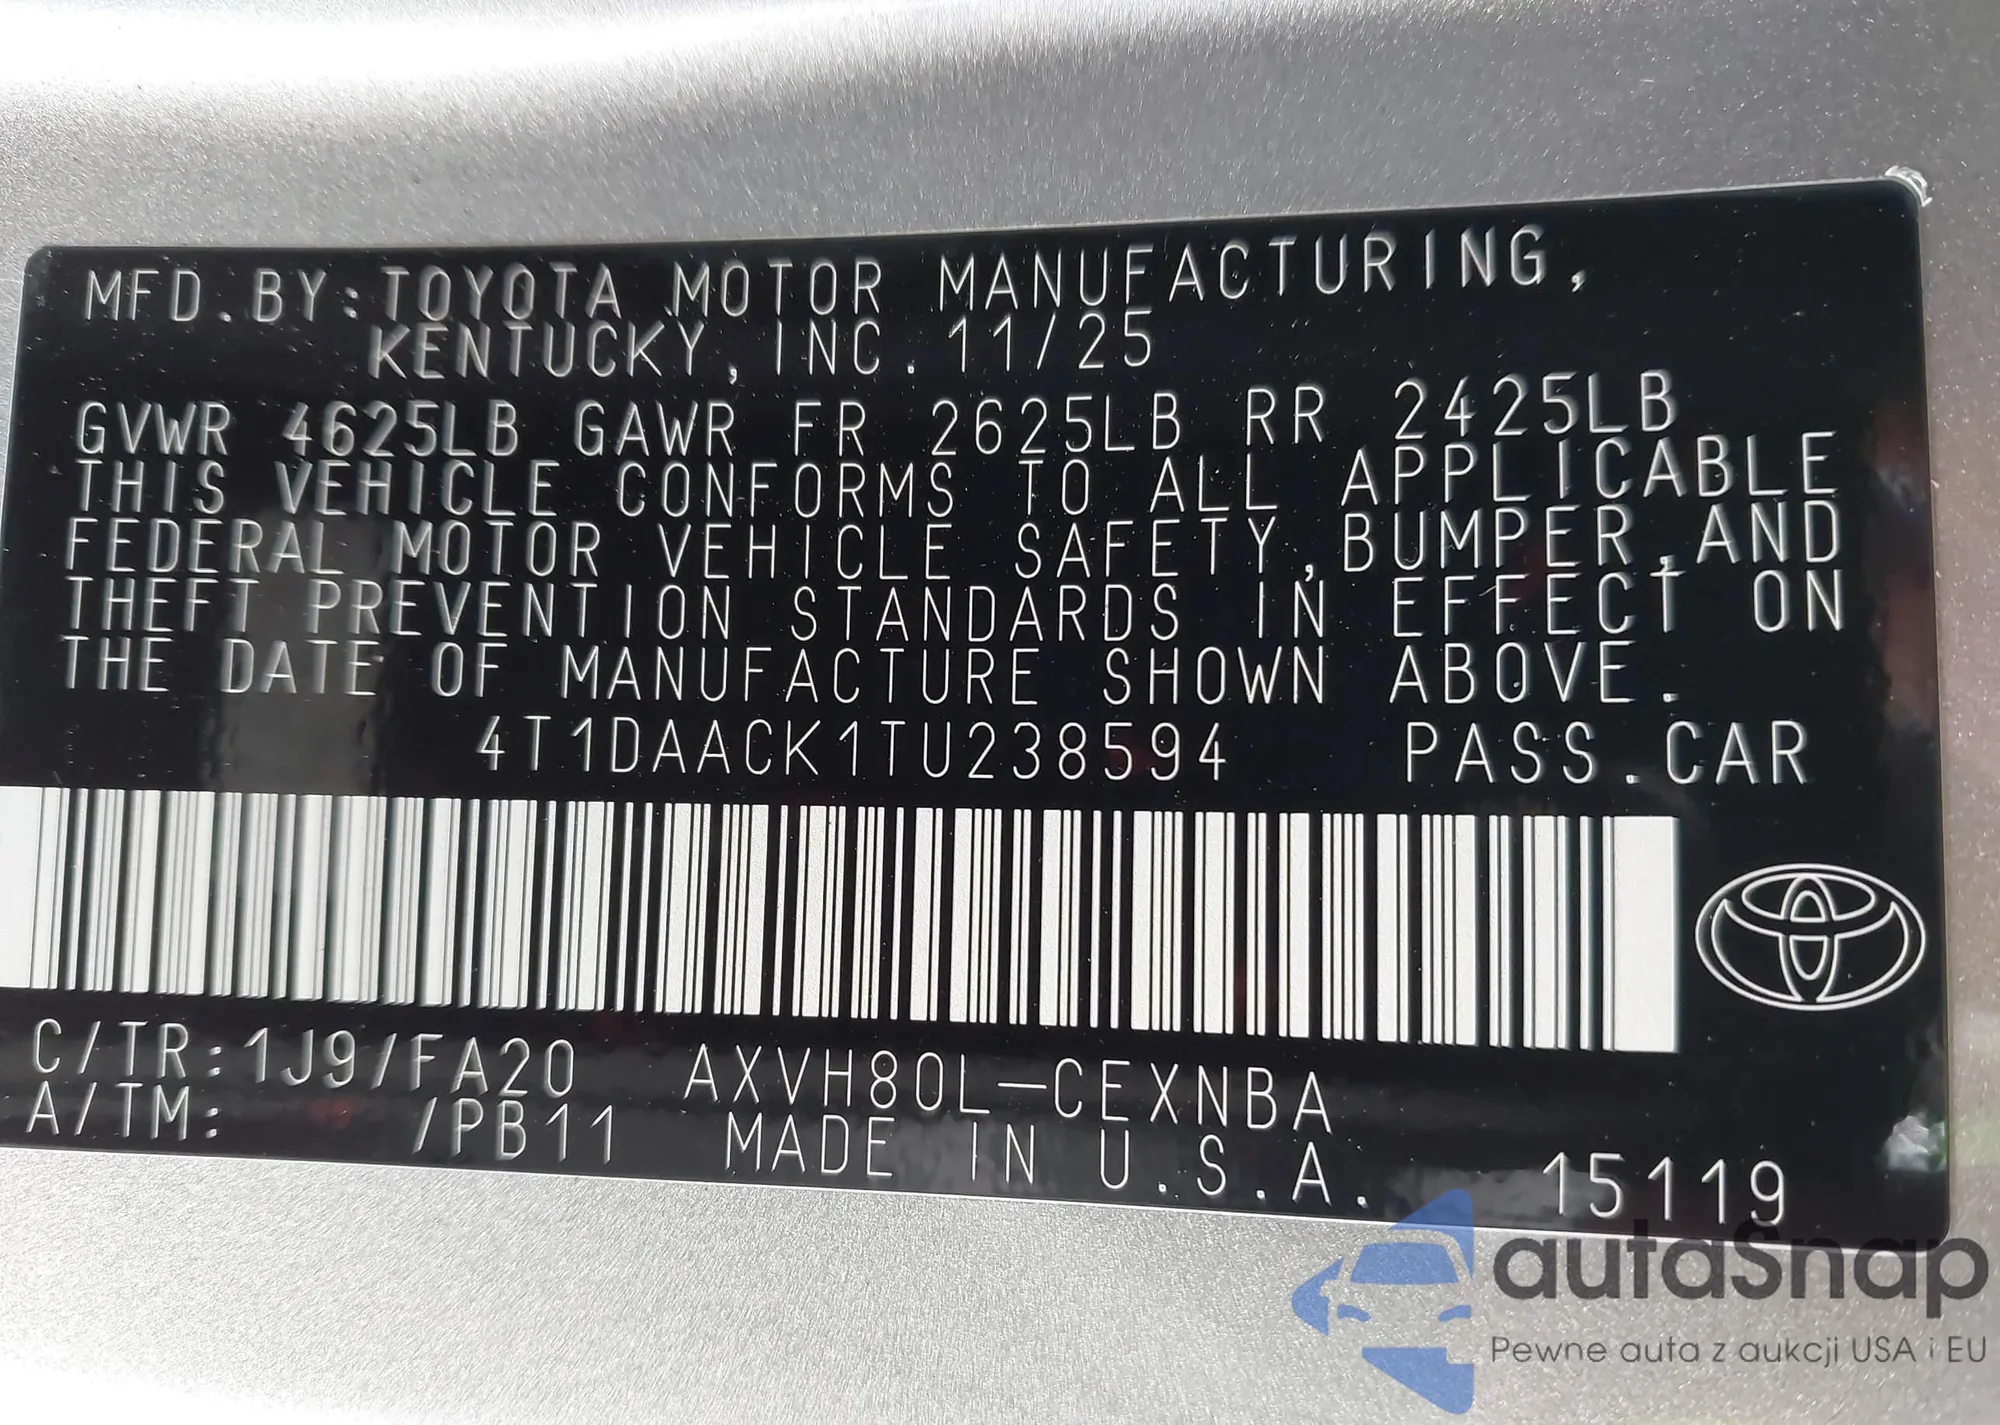 MFD.BY:TOYOTA MOTOR MANUFACTURING,
KENTUCKY, INC. 11/25
GVWR 4625LB GAWR FR 2625LB RR 2425LB
THIS VEHICLE CONFORMS TO ALL APPLICABLE
FEDERAL MOTOR VEHICLE SAFETY,BUMPER,AND
THEFT PREVENTION STANDARDS IN EFFECT ON
THE DATE OF MANUFACTURE SHOWN ABOVE.
4T1DAACK1TU238594 PASS.CAR
C/TR:1J9/FA20 AXVH80L-CEXNBA
A/TM: /PB11 MADE IN U.S.A. 15119
autaSnap
Pewne auta z aukcji USA i EU